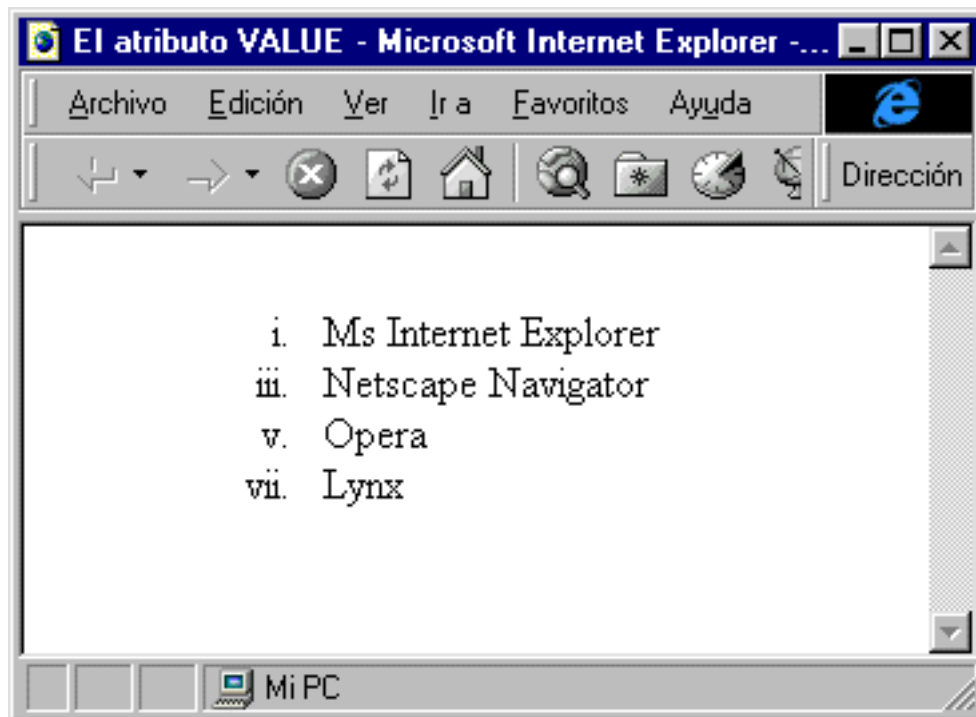 El atributo VALUE - Microsoft Internet Explorer -...
Archivo Edición Ver Ir a Favoritos Ayuda
Dirección
i. Ms Internet Explorer
iii. Netscape Navigator
v. Opera
vii. Lynx
Mi PC